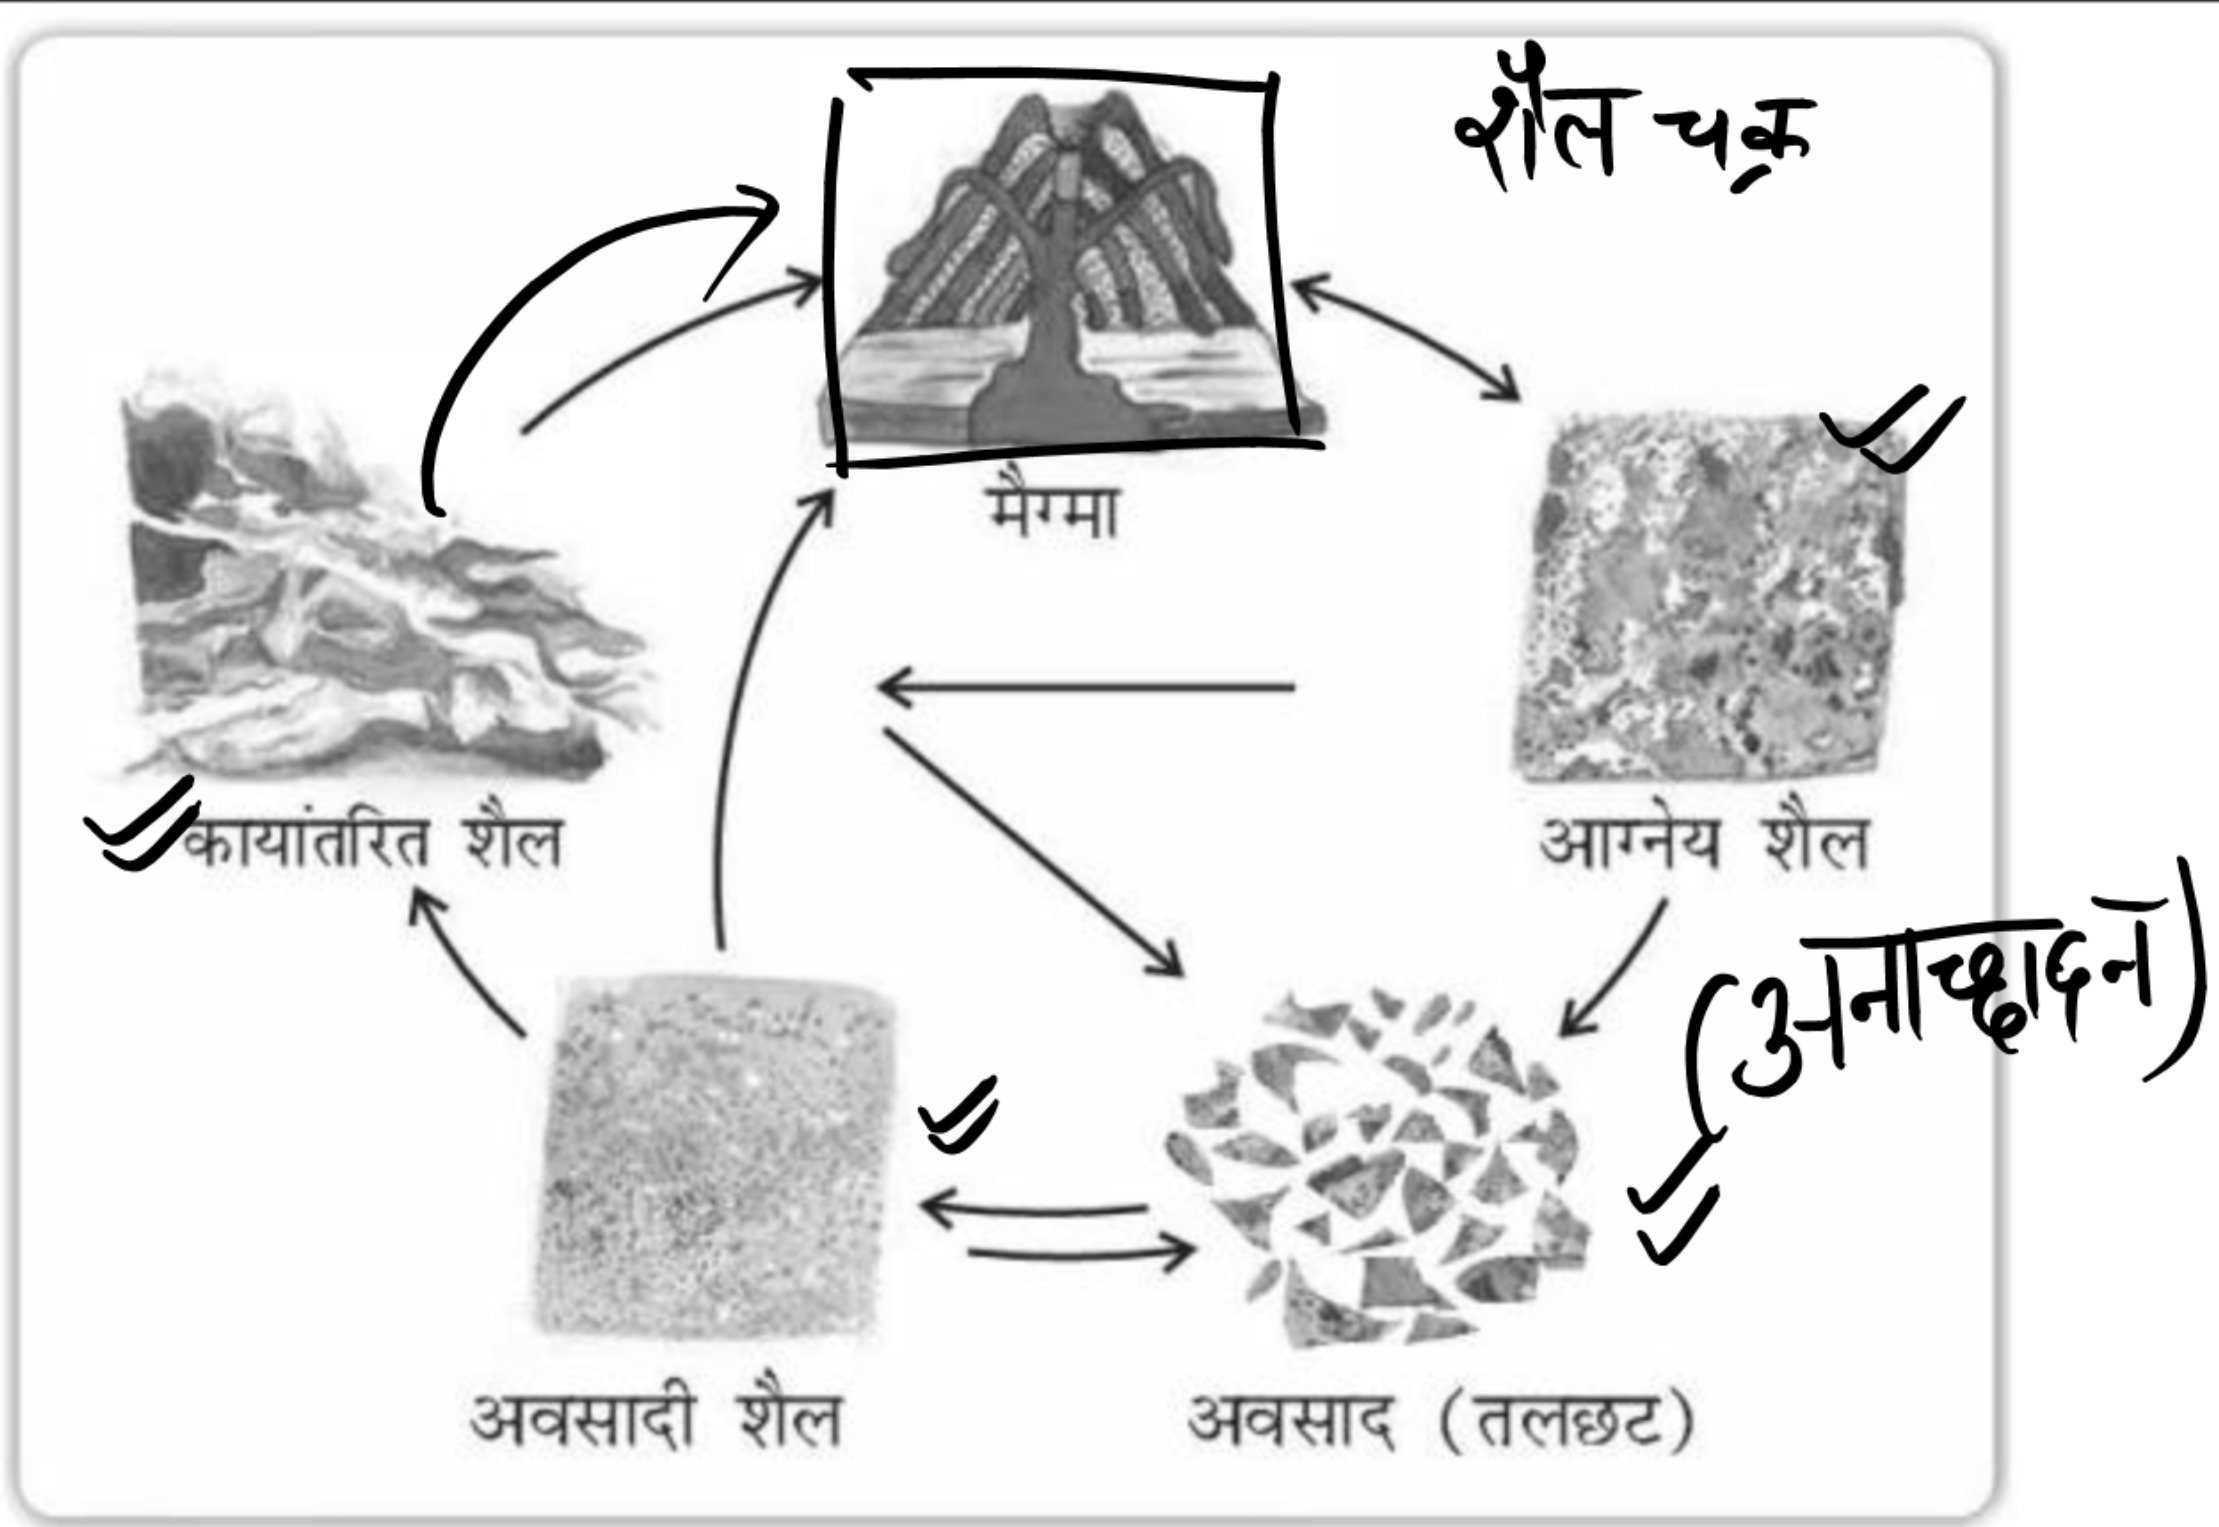 शैल चक्र
मैग्मा
कायांतरित शैल
आग्नेय शैल
(अनाच्छादन)
अवसादी शैल
अवसाद (तलछट)